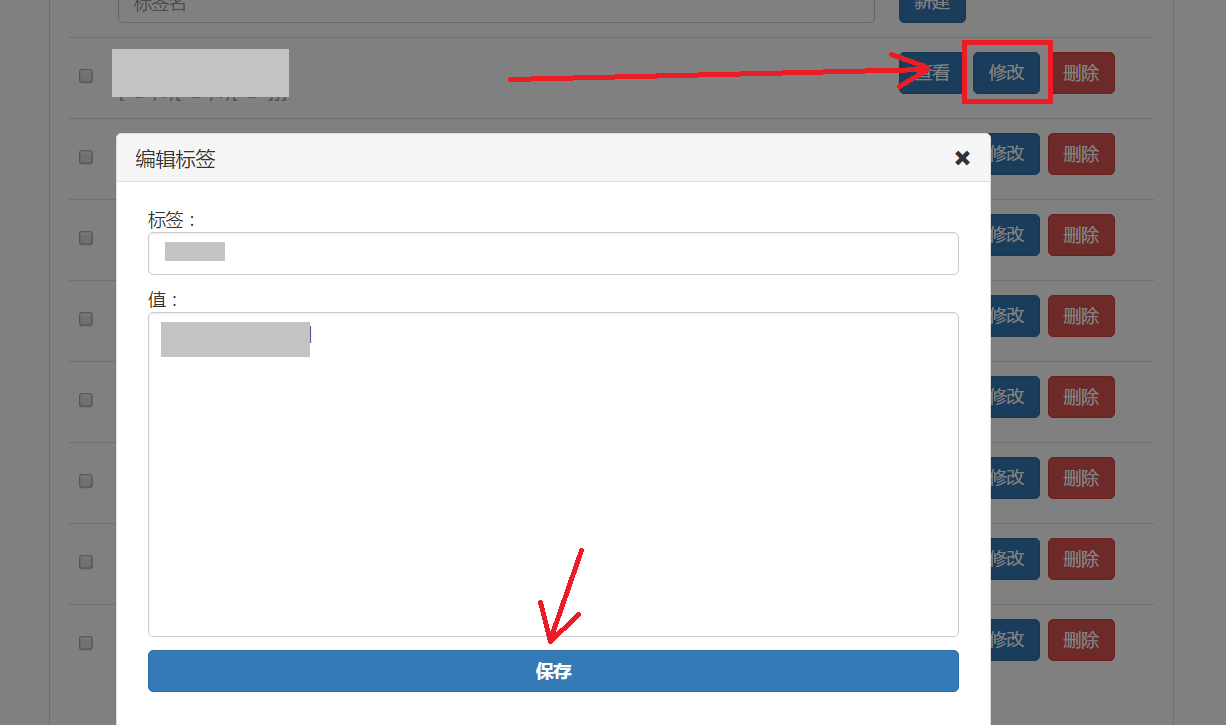 标签名 新建
查看 修改 删除
编辑标签 ×
修改 删除
标签：
修改 删除
值：
修改 删除
修改 删除
修改 删除
修改 删除
修改 删除
保存